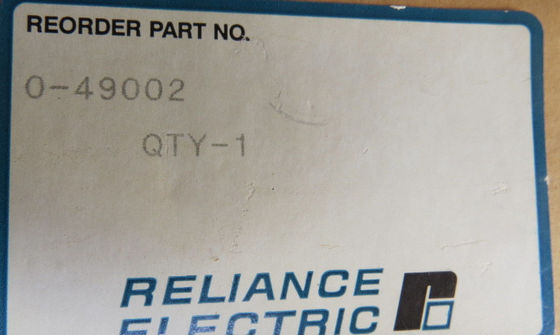 REORDER PART NO.
0-49002
QTY-1
RELIANCE
ELECTRIC